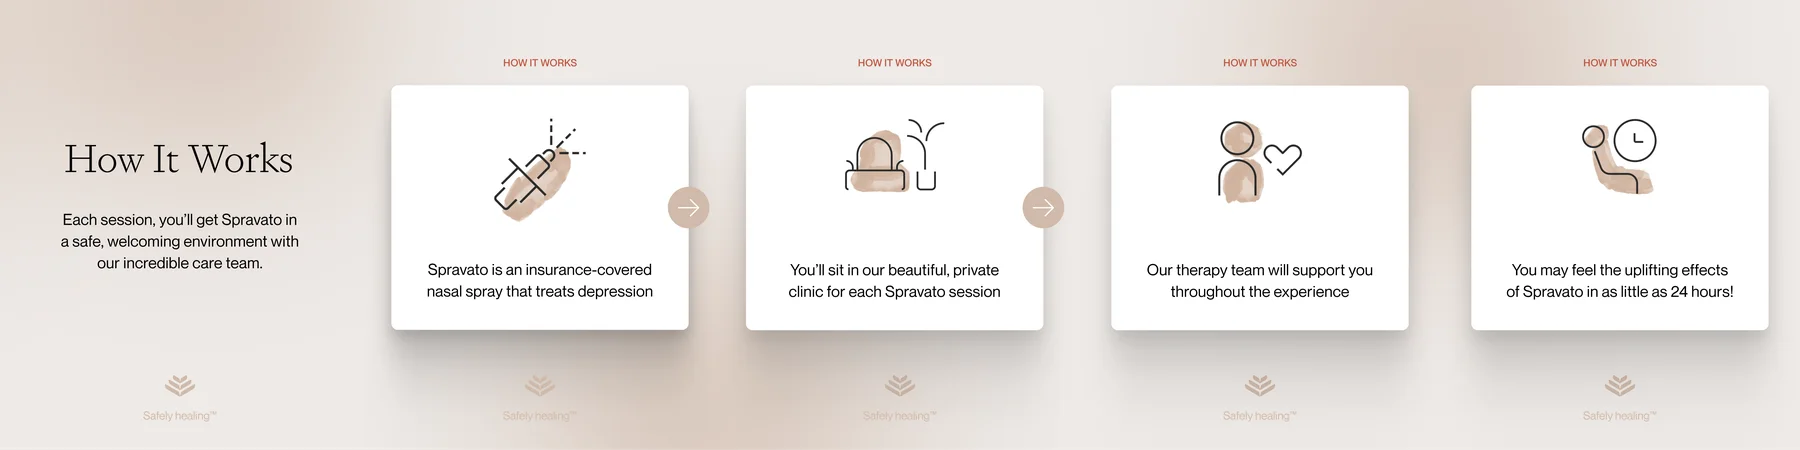 How It Works
Each session, you’ll get Spravato in
a safe, welcoming environment with
our incredible care team.
Safely healing™
HOW IT WORKS
Spravato is an insurance-covered
nasal spray that treats depression
Safely healing™
HOW IT WORKS
You’ll sit in our beautiful, private
clinic for each Spravato session
Safely healing™
HOW IT WORKS
Our therapy team will support you
throughout the experience
Safely healing™
HOW IT WORKS
You may feel the uplifting effects
of Spravato in as little as 24 hours!
Safely healing™